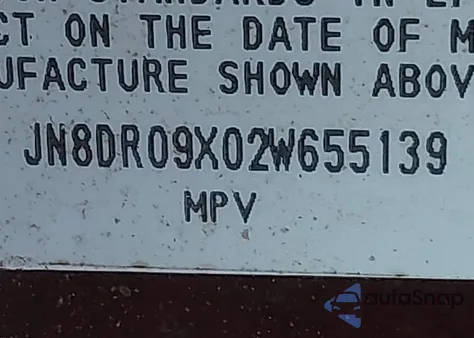 CT ON THE DATE OF M
UFACTURE SHOWN ABOV
JN8DR09X02W655139
MPV
autoSnap